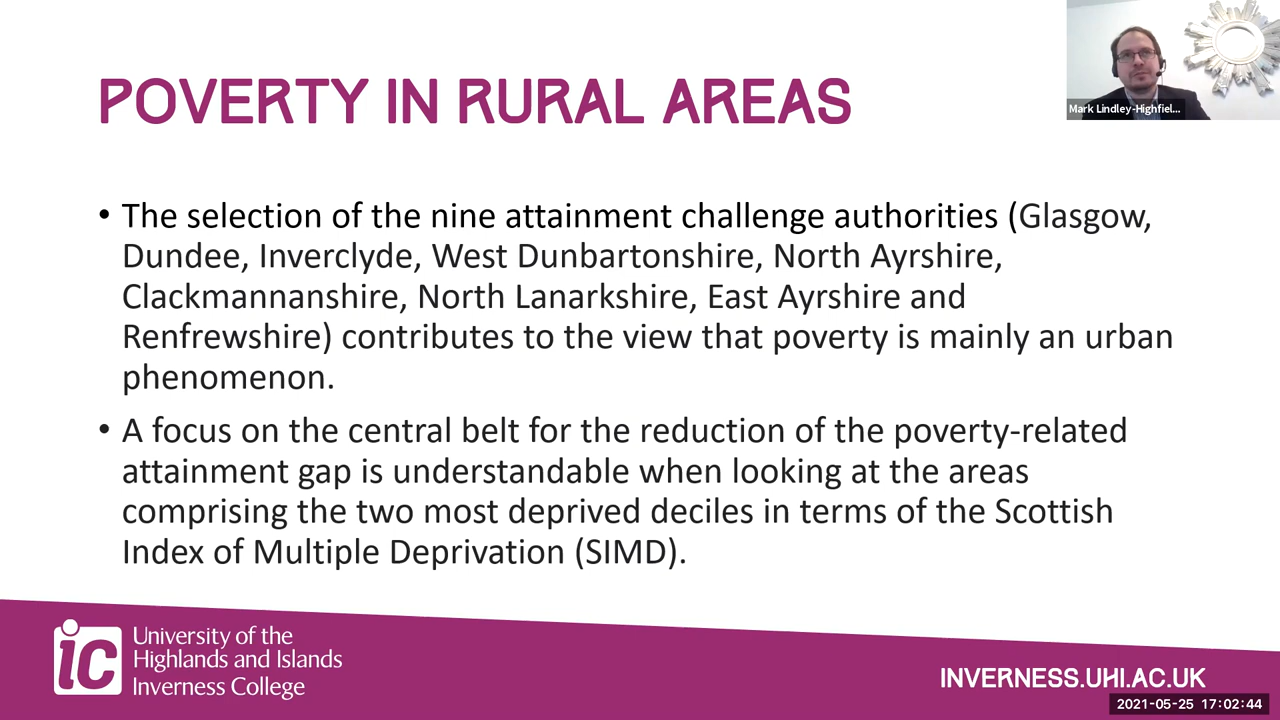 POVERTY IN RURAL AREAS
Mark Lindley-Highfiel...
• The selection of the nine attainment challenge authorities (Glasgow,
Dundee, Inverclyde, West Dunbartonshire, North Ayrshire,
Clackmannanshire, North Lanarkshire, East Ayrshire and
Renfrewshire) contributes to the view that poverty is mainly an urban
phenomenon.
• A focus on the central belt for the reduction of the poverty-related
attainment gap is understandable when looking at the areas
comprising the two most deprived deciles in terms of the Scottish
Index of Multiple Deprivation (SIMD).
ic
University of the
Highlands and Islands
Inverness College
INVERNESS.UHI.AC.UK
2021-05-25 17:02:44